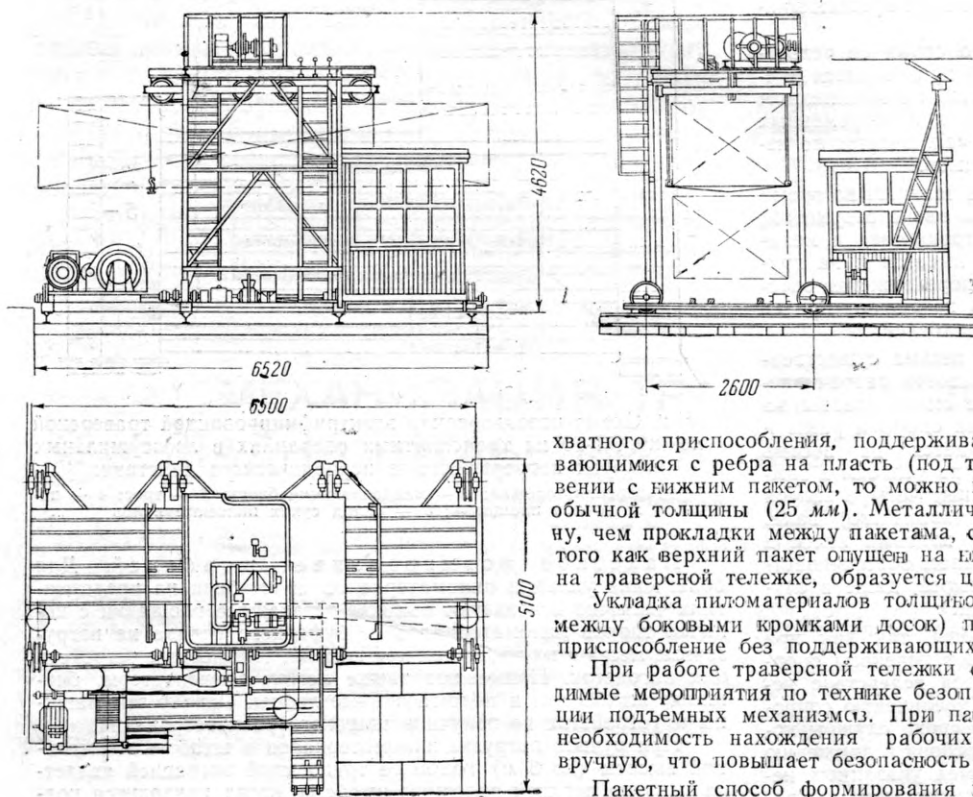 4620
6520
2600
6500
5100
хватного приспособления, поддержива
вающимися с ребра на пласть (под т
вении с нижним пакетом, то можно
обычной толщины (25 мм). Металлич
ну, чем прокладки между пакетама, с
того как верхний пакет опущен на
на траверсной тележке, образуется
Укладка пиломатериалов толщино
между боковыми кромками досок) п
приспособление без поддерживающих
При работе траверсной тележки
димые мероприятия по технике безоп
ции подъемных механизмов. При па
необходимость нахождения рабочих
вручную, что повышает безопасность
Пакетный способ формирования